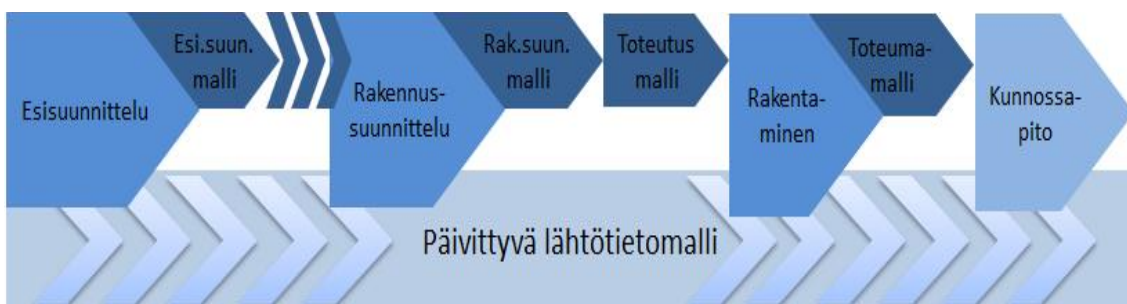 Esisuunnittelu
Esi.suun.
malli
Rakennus-
suunnittelu
Rak.suun.
malli
Toteutus
malli
Rakenta-
minen
Toteuma-
malli
Kunnossa-
pito
Päivittyvä lähtötietomalli